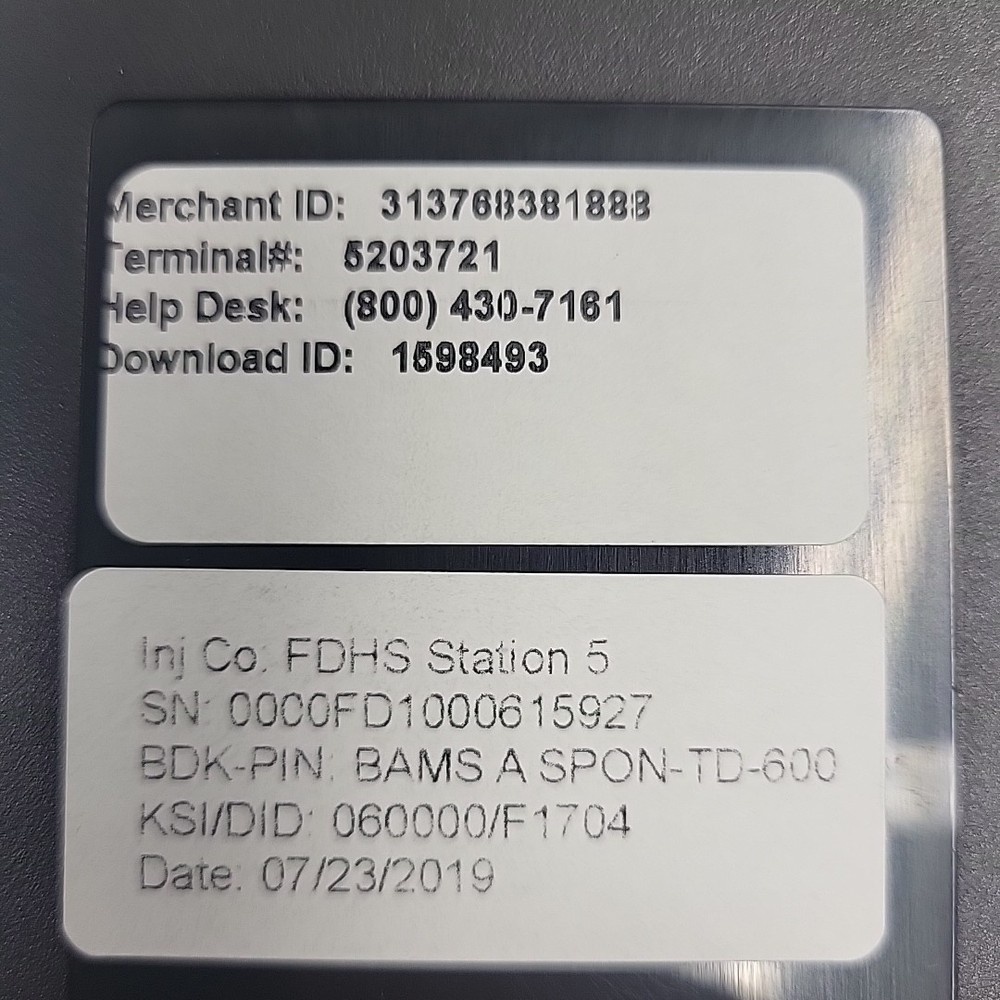 Merchant ID: 313768381888
Terminal#: 5203721
Help Desk: (800) 430-7161
Download ID: 1598493
Inj Co: FDHS Station 5
SN: 0000FD1000615927
BDK-PIN: BAMS A SPON-TD-600
KSI/DID: 060000/F1704
Date: 07/23/2019